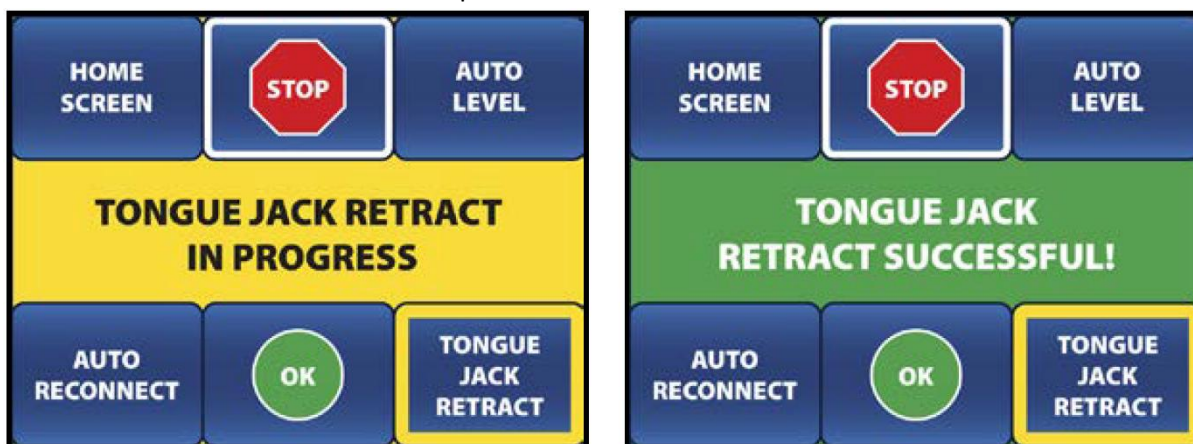 HOME
SCREEN
STOP
AUTO
LEVEL
TONGUE JACK RETRACT
IN PROGRESS
AUTO
RECONNECT
OK
TONGUE
JACK
RETRACT
HOME
SCREEN
STOP
AUTO
LEVEL
TONGUE JACK
RETRACT SUCCESSFUL!
AUTO
RECONNECT
OK
TONGUE
JACK
RETRACT